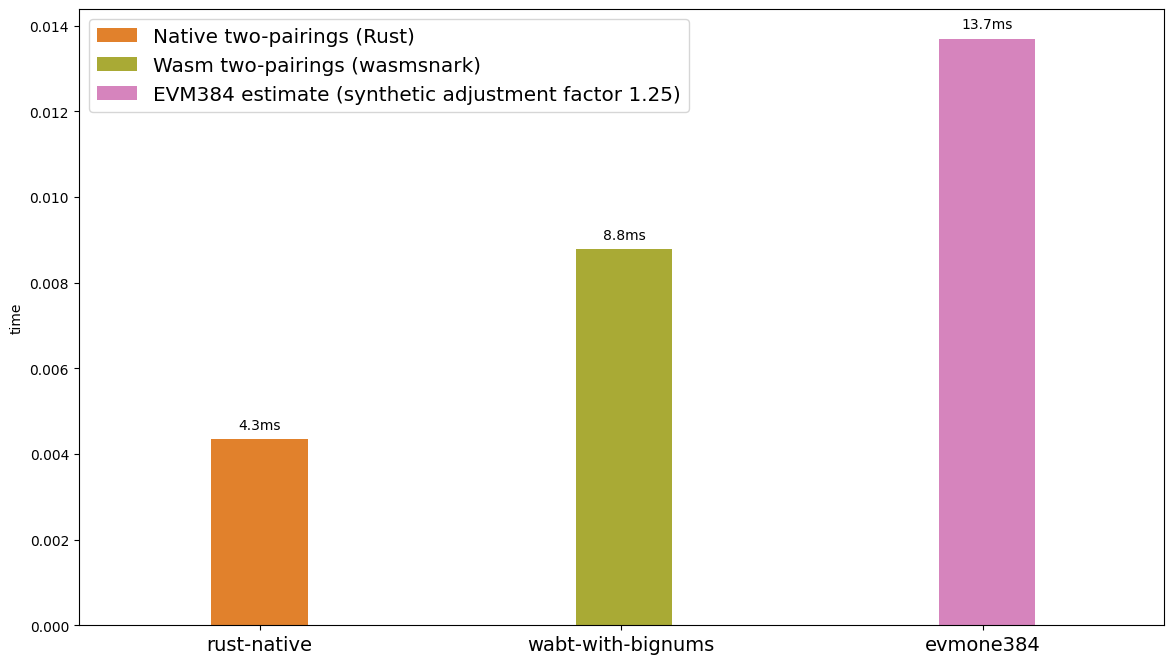 0.014
0.012
0.010
0.008
0.006
0.004
0.002
0.000
time
Native two-pairings (Rust)
Wasm two-pairings (wasmsnark)
EVM384 estimate (synthetic adjustment factor 1.25)
4.3ms
8.8ms
13.7ms
rust-native
wabt-with-bignums
evmone384